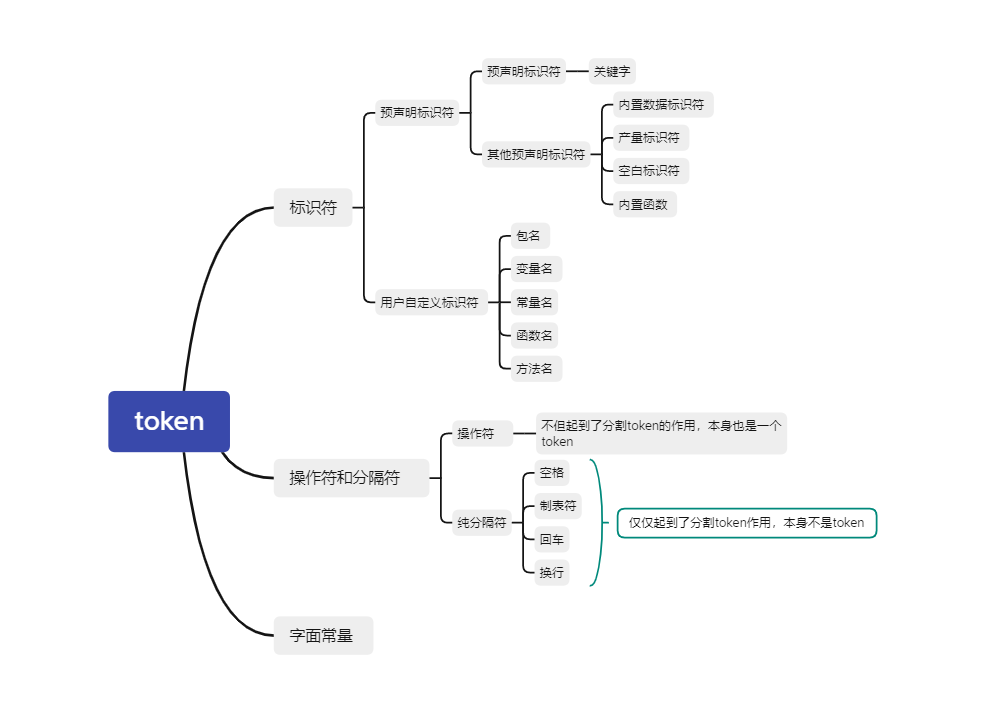 token
标识符
预声明标识符
预声明标识符
关键字
其他预声明标识符
内置数据标识符
产量标识符
空白标识符
内置函数
用户自定义标识符
包名
变量名
常量名
函数名
方法名
操作符和分隔符
操作符
不但起到了分割token的作用，本身也是一个
token
纯分隔符
空格
制表符
回车
换行
仅仅起到了分割token作用，本身不是token
字面常量